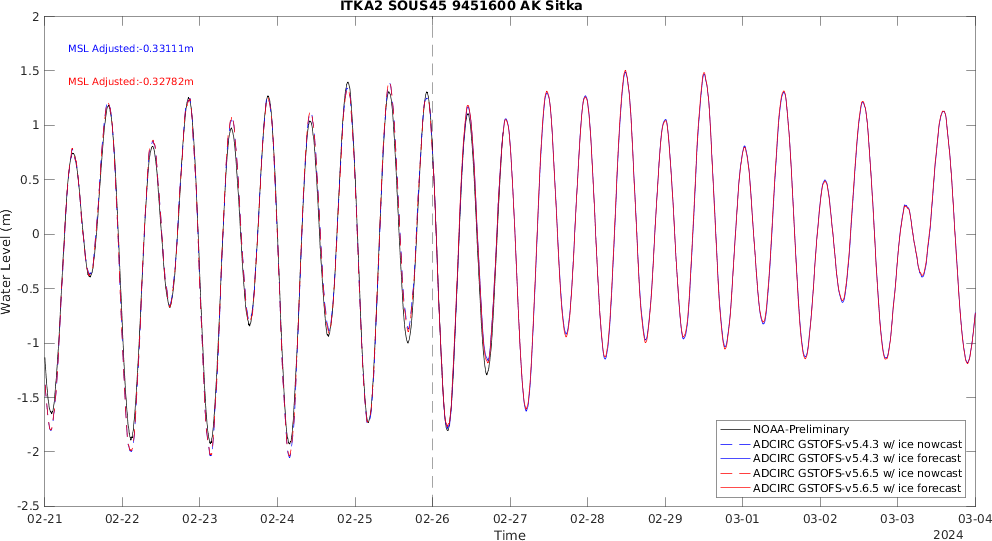 ITKA2 SOUS45 9451600 AK Sitka
MSL Adjusted:-0.33111m
MSL Adjusted:-0.32782m
Water Level (m)
2
1.5
1
0.5
0
-0.5
-1
-1.5
-2
-2.5
NOAA-Preliminary
ADCIRC GSTOFS-v5.4.3 w/ ice nowcast
ADCIRC GSTOFS-v5.4.3 w/ ice forecast
ADCIRC GSTOFS-v5.6.5 w/ ice nowcast
ADCIRC GSTOFS-v5.6.5 w/ ice forecast
02-21 02-22 02-23 02-24 02-25 02-26 02-27 02-28 02-29 03-01 03-02 03-03 03-04
Time
2024